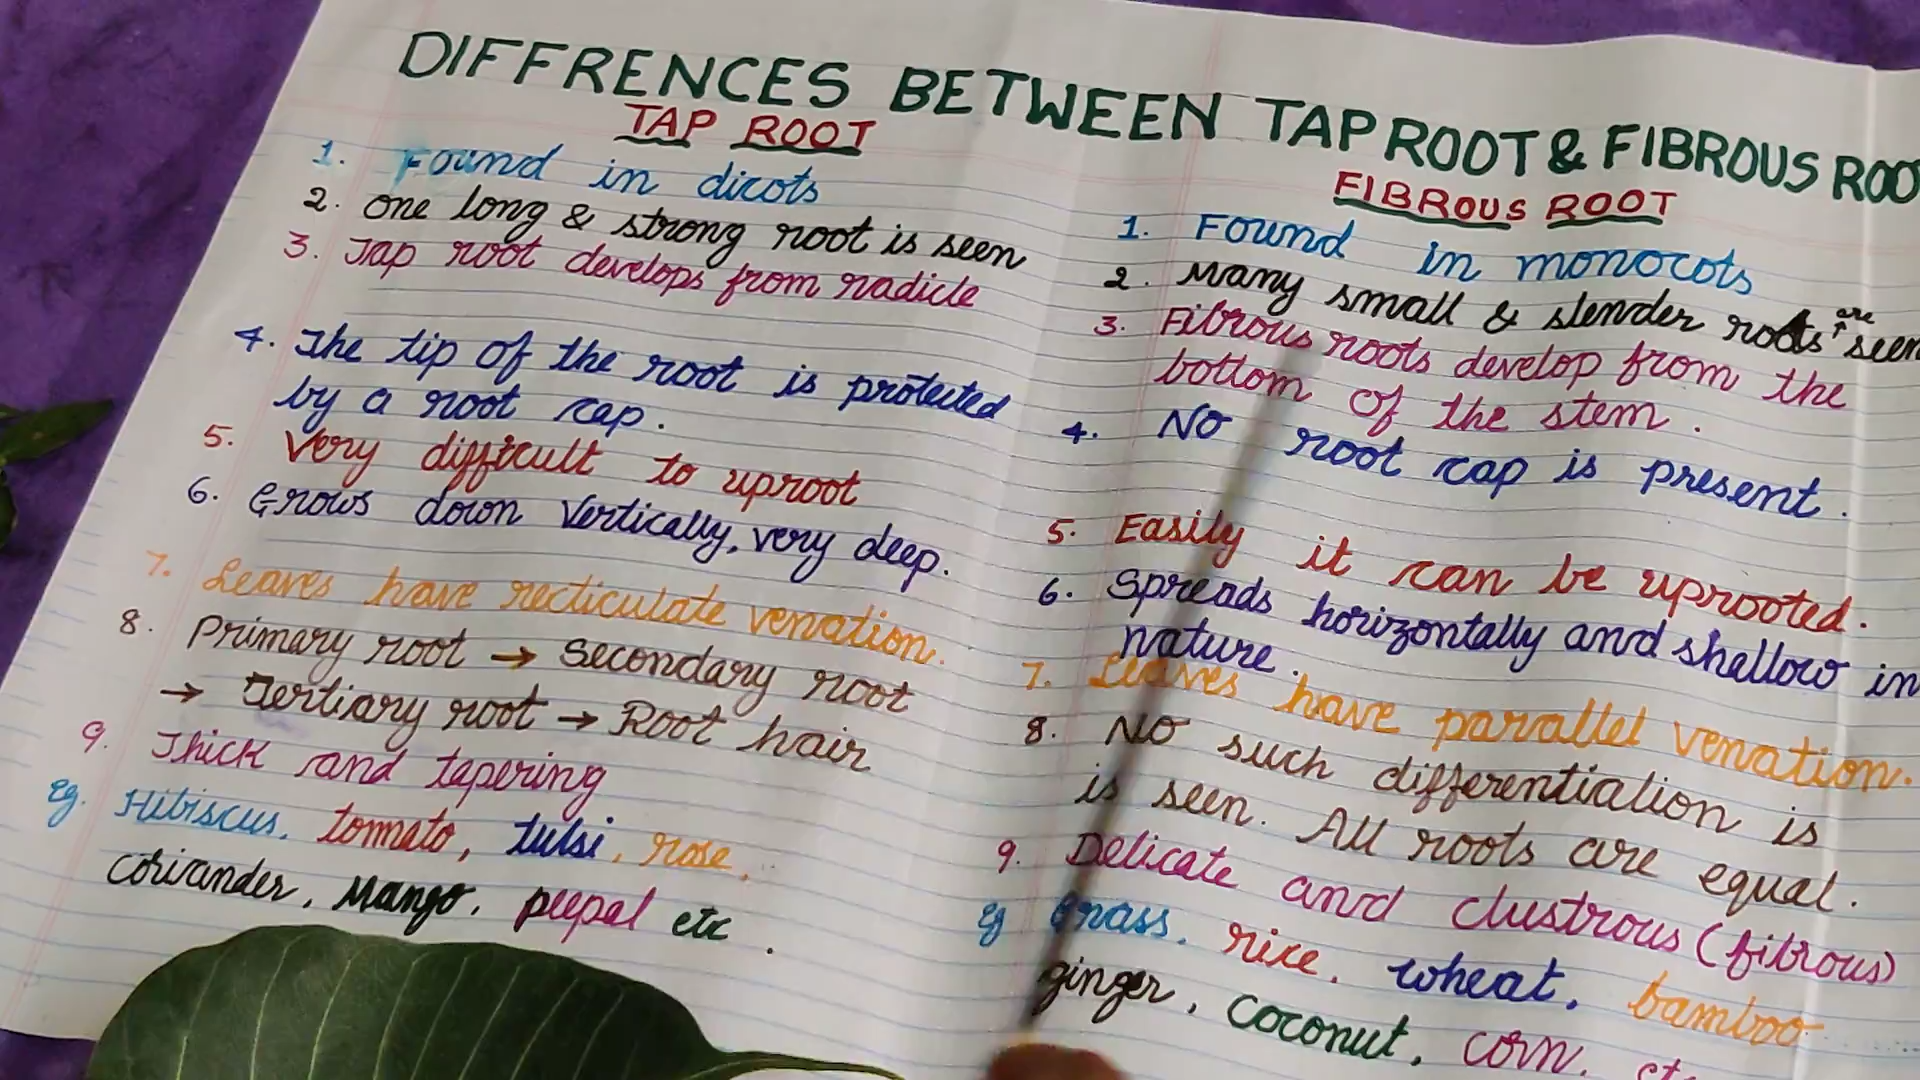 DIFFRENCES BETWEEN TAP ROOT & FIBROUS ROO
TAP ROOT
1. Found in dicots
2. one long & strong root is seen
3. Tap root develops from radicle
4. The tip of the root is protected
by a root cap.
5. Very difficult to uproot
6. Grows down Vertically, very deep.
7. Leaves have recticulate venation.
8. Primary root → Secondary root
→ Tertiary root → Root hair
9. Thick and tapering
Eg. Hibiscus, tomato, tulsi, rose,
Coriander, Mango, peepal etc.
FIBROUS ROOT
1. Found in monocots
2. Many small & slender roots are seen
3. Fibrous roots develop from the
bottom of the stem.
4. No root cap is present.
5. Easily it can be uprooted.
6. Spreads horizontally and shallow in
nature.
7. Leaves have parallel venation.
8. No such differentiation is
is seen. All roots are equal.
9. Delicate and clustrous (fibrous)
Eg Grass, rice, wheat, bamboo
ginger, Coconut, corn, etc